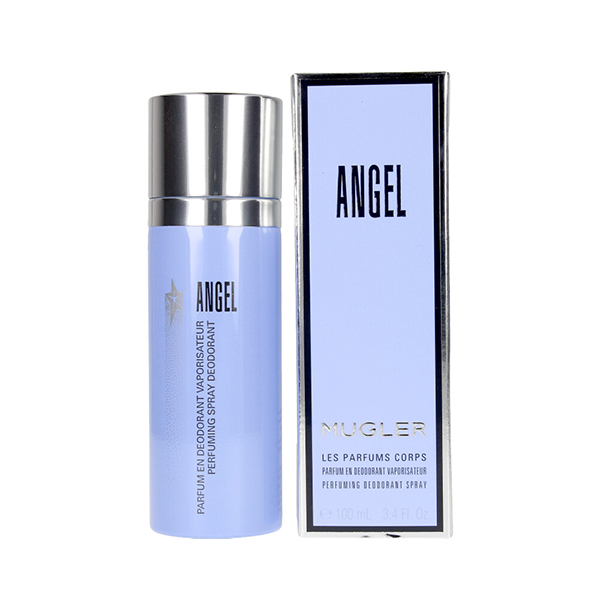 ANGEL
PARFUM EN DEODORANT VAPORISATEUR
PERFUMING SPRAY DEODORANT
ANGEL
MUGLER
LES PARFUMS CORPS
PARFUM EN DEODORANT VAPORISATEUR
PERFUMING DEODORANT SPRAY
℮ 100 mL 3.4 Fl. Oz.